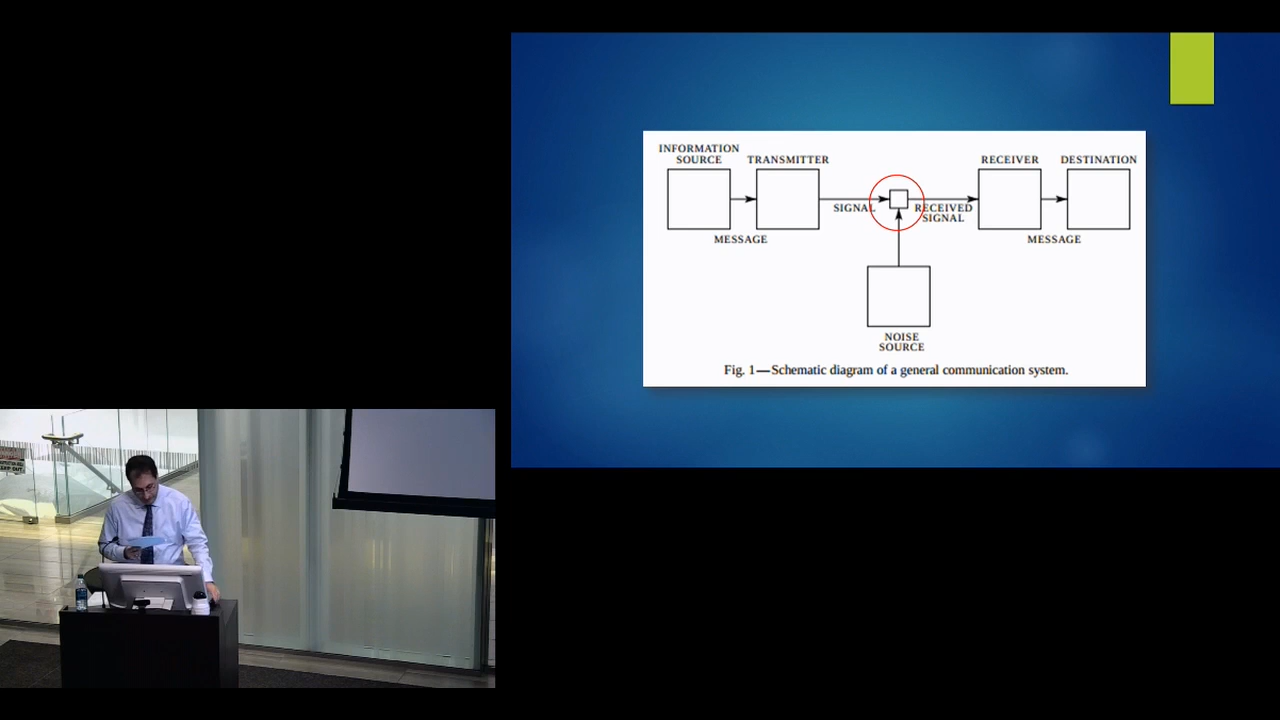 INFORMATION
SOURCE
TRANSMITTER
RECEIVER
DESTINATION
SIGNAL
RECEIVED
SIGNAL
MESSAGE
MESSAGE
NOISE
SOURCE
Fig. 1—Schematic diagram of a general communication system.